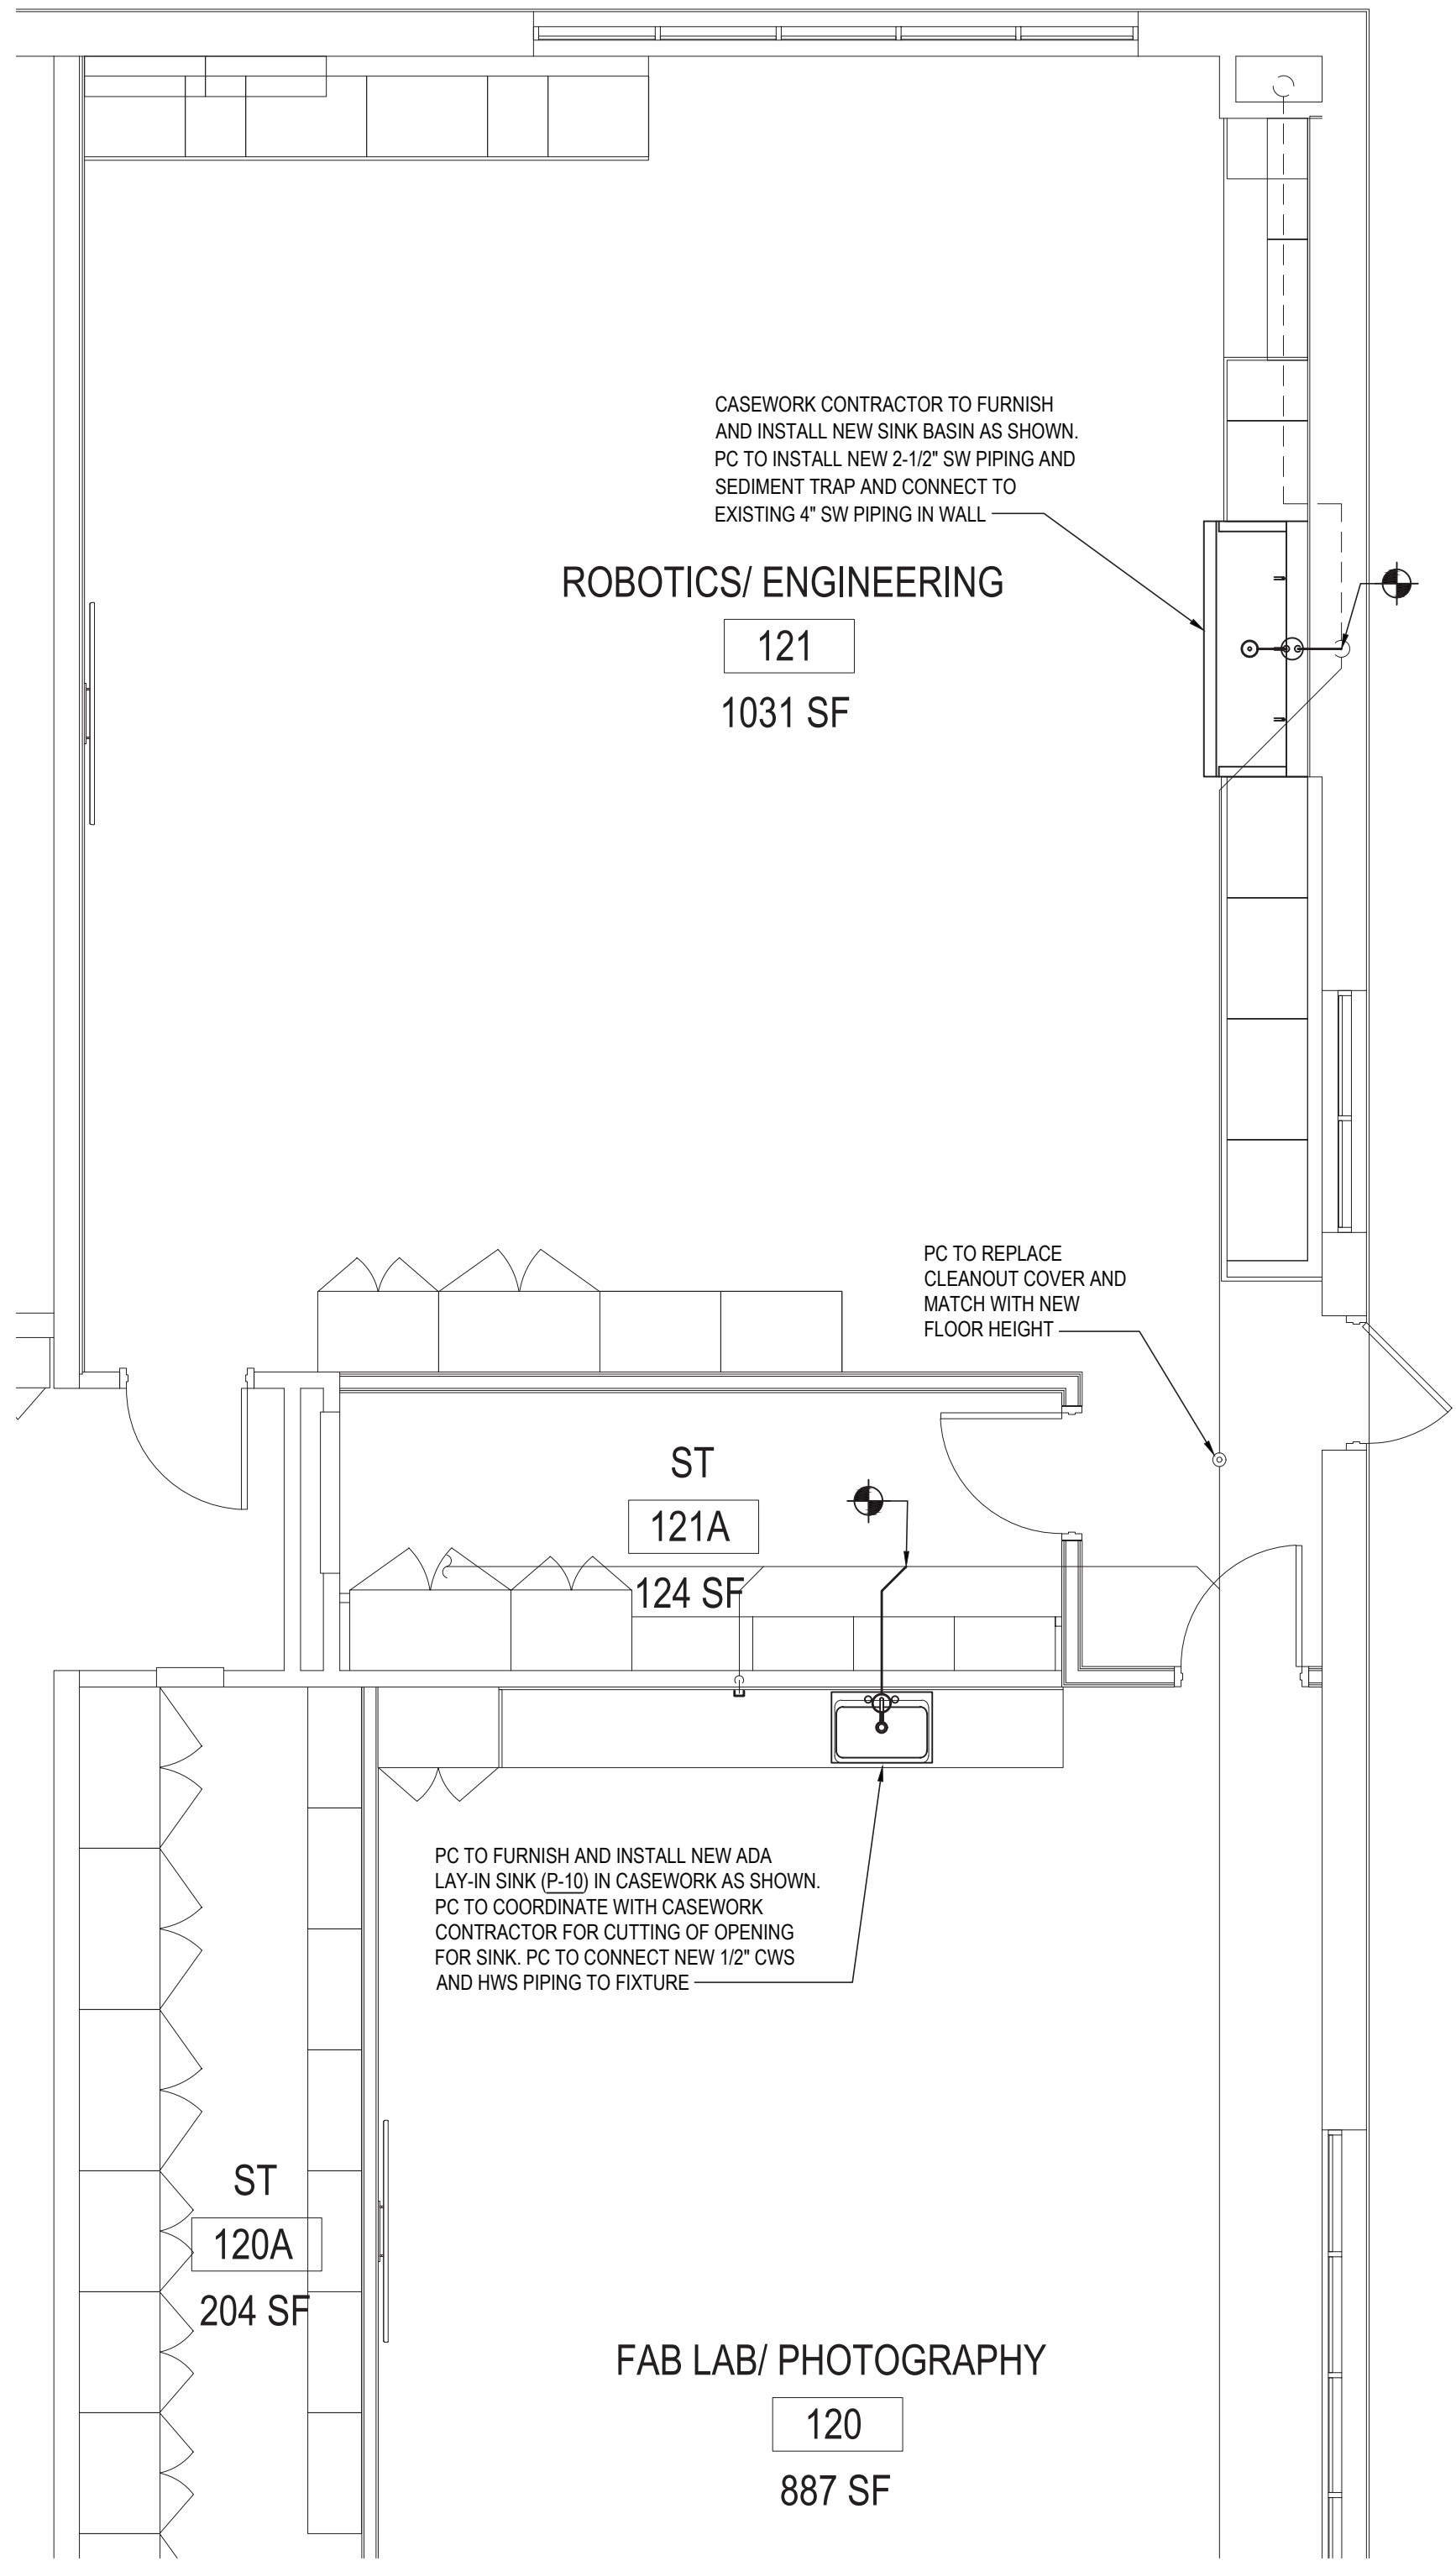 CASEWORK CONTRACTOR TO FURNISH
AND INSTALL NEW SINK BASIN AS SHOWN.
PC TO INSTALL NEW 2-1/2" SW PIPING AND
SEDIMENT TRAP AND CONNECT TO
EXISTING 4" SW PIPING IN WALL
ROBOTICS/ ENGINEERING
121
1031 SF
PC TO REPLACE
CLEANOUT COVER AND
MATCH WITH NEW
FLOOR HEIGHT
ST
121A
124 SF
PC TO FURNISH AND INSTALL NEW ADA
LAY-IN SINK (P-10) IN CASEWORK AS SHOWN.
PC TO COORDINATE WITH CASEWORK
CONTRACTOR FOR CUTTING OF OPENING
FOR SINK. PC TO CONNECT NEW 1/2" CWS
AND HWS PIPING TO FIXTURE
ST
120A
204 SF
FAB LAB/ PHOTOGRAPHY
120
887 SF